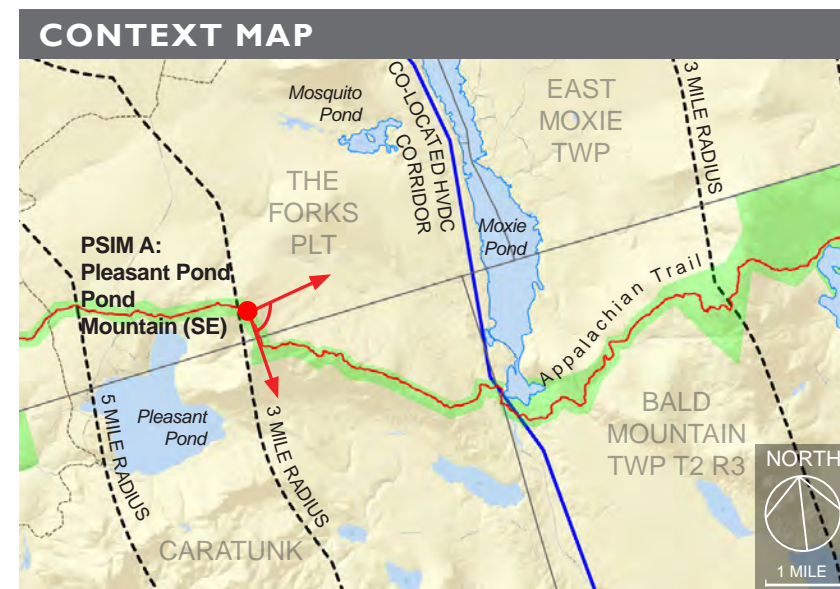 CONTEXT MAP
Mosquito
Pond
CO-LOCATED HVDC
CORRIDOR
EAST
MOXIE
TWP
3 MILE RADIUS
THE
FORKS
PLT
Moxie
Pond
PSIM A:
Pleasant Pond
Pond
Mountain (SE)
Appalachian Trail
5 MILE RADIUS
Pleasant
Pond
3 MILE RADIUS
BALD
MOUNTAIN
TWP T2 R3
CARATUNK
NORTH
1 MILE